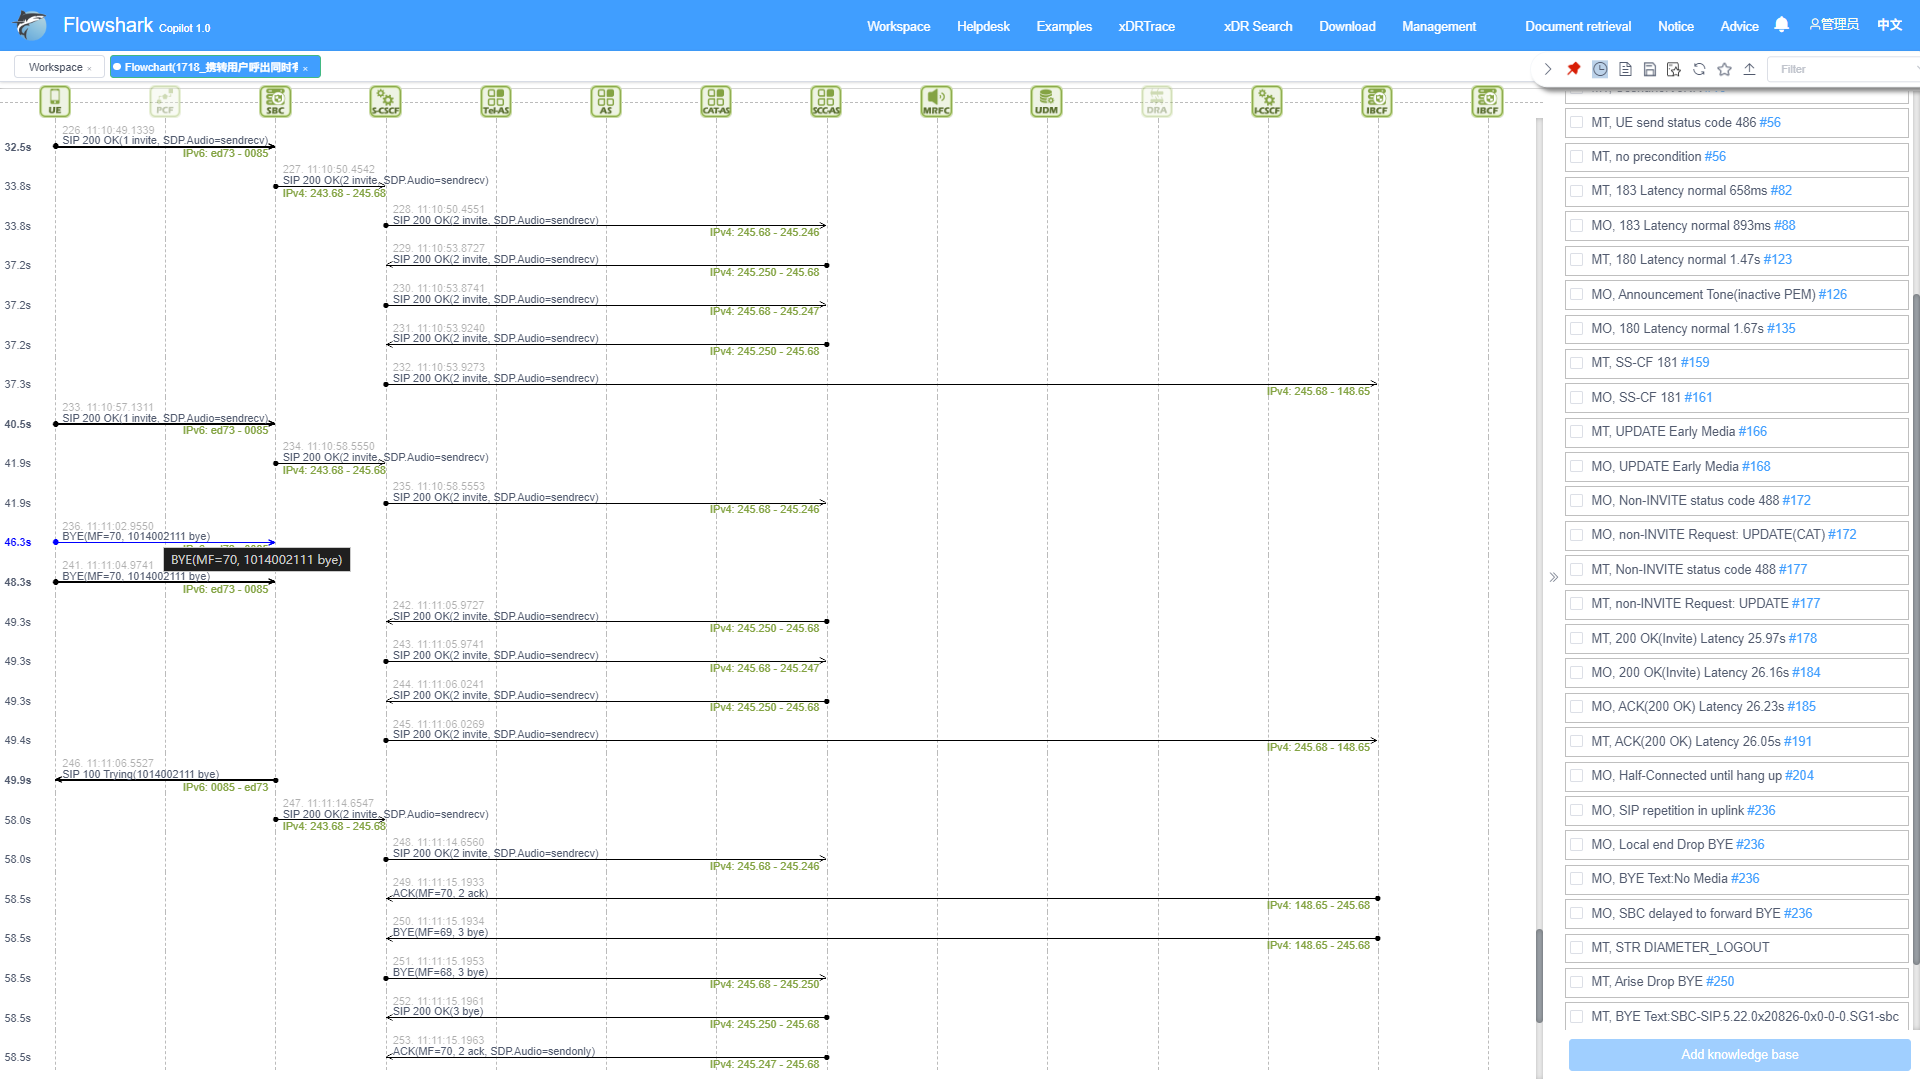 Flowshark Copilot 1.0
Workspace Helpdesk Examples xDRTrace xDR Search Download Management Document retrieval Notice Advice 管理员 中文
Workspace ×
Flowchart(1718_携转用户呼出同时有 ×
Filter
UE PCF SBC S-CSCF Tel-AS AS CAT-AS SCC-AS MRFC UDM DRA I-CSCF IBCF IBCF
226. 11:10:49.1339
32.5s SIP 200 OK(1 invite, SDP.Audio=sendrecv)
IPv6: ed73 - 0085
227. 11:10:50.4542
33.8s SIP 200 OK(2 invite, SDP.Audio=sendrecv)
IPv4: 243.68 - 245.68
228. 11:10:50.4551
33.8s SIP 200 OK(2 invite, SDP.Audio=sendrecv)
IPv4: 245.68 - 245.246
229. 11:10:53.8727
37.2s SIP 200 OK(2 invite, SDP.Audio=sendrecv)
IPv4: 245.250 - 245.68
230. 11:10:53.8741
37.2s SIP 200 OK(2 invite, SDP.Audio=sendrecv)
IPv4: 245.68 - 245.247
231. 11:10:53.9240
37.2s SIP 200 OK(2 invite, SDP.Audio=sendrecv)
IPv4: 245.250 - 245.68
232. 11:10:53.9273
37.3s SIP 200 OK(2 invite, SDP.Audio=sendrecv)
IPv4: 245.68 - 148.65
233. 11:10:57.1311
40.5s SIP 200 OK(1 invite, SDP.Audio=sendrecv)
IPv6: ed73 - 0085
234. 11:10:58.5550
41.9s SIP 200 OK(2 invite, SDP.Audio=sendrecv)
IPv4: 243.68 - 245.68
235. 11:10:58.5553
41.9s SIP 200 OK(2 invite, SDP.Audio=sendrecv)
IPv4: 245.68 - 245.246
236. 11:11:02.9550
46.3s BYE(MF=70, 1014002111 bye)
BYE(MF=70, 1014002111 bye)
241. 11:11:04.9741
48.3s BYE(MF=70, 1014002111 bye)
IPv6: ed73 - 0085
242. 11:11:05.9727
49.3s SIP 200 OK(2 invite, SDP.Audio=sendrecv)
IPv4: 245.250 - 245.68
243. 11:11:05.9741
49.3s SIP 200 OK(2 invite, SDP.Audio=sendrecv)
IPv4: 245.68 - 245.247
244. 11:11:06.0241
49.3s SIP 200 OK(2 invite, SDP.Audio=sendrecv)
IPv4: 245.250 - 245.68
245. 11:11:06.0269
49.4s SIP 200 OK(2 invite, SDP.Audio=sendrecv)
IPv4: 245.68 - 148.65
246. 11:11:06.5527
49.9s SIP 100 Trying(1014002111 bye)
IPv6: 0085 - ed73
247. 11:11:14.6547
58.0s SIP 200 OK(2 invite, SDP.Audio=sendrecv)
IPv4: 243.68 - 245.68
248. 11:11:14.6560
58.0s SIP 200 OK(2 invite, SDP.Audio=sendrecv)
IPv4: 245.68 - 245.246
249. 11:11:15.1933
58.5s ACK(MF=70, 2 ack)
IPv4: 148.65 - 245.68
250. 11:11:15.1934
58.5s BYE(MF=69, 3 bye)
IPv4: 148.65 - 245.68
251. 11:11:15.1953
58.5s BYE(MF=68, 3 bye)
IPv4: 245.68 - 245.250
252. 11:11:15.1961
58.5s SIP 200 OK(3 bye)
IPv4: 245.250 - 245.68
253. 11:11:15.1963
58.5s ACK(MF=70, 2 ack, SDP.Audio=sendonly)
IPv4: 245.247 - 245.68
MT, UE send status code 486 #56
MT, no precondition #56
MT, 183 Latency normal 658ms #82
MO, 183 Latency normal 893ms #88
MT, 180 Latency normal 1.47s #123
MO, Announcement Tone(inactive PEM) #126
MO, 180 Latency normal 1.67s #135
MT, SS-CF 181 #159
MO, SS-CF 181 #161
MT, UPDATE Early Media #166
MO, UPDATE Early Media #168
MO, Non-INVITE status code 488 #172
MO, non-INVITE Request: UPDATE(CAT) #172
MT, Non-INVITE status code 488 #177
MT, non-INVITE Request: UPDATE #177
MT, 200 OK(Invite) Latency 25.97s #178
MO, 200 OK(Invite) Latency 26.16s #184
MO, ACK(200 OK) Latency 26.23s #185
MT, ACK(200 OK) Latency 26.05s #191
MO, Half-Connected until hang up #204
MO, SIP repetition in uplink #236
MO, Local end Drop BYE #236
MO, BYE Text:No Media #236
MO, SBC delayed to forward BYE #236
MT, STR DIAMETER_LOGOUT
MT, Arise Drop BYE #250
MT, BYE Text:SBC-SIP.5.22.0x20826-0x0-0-0.SG1-sbc
Add knowledge base